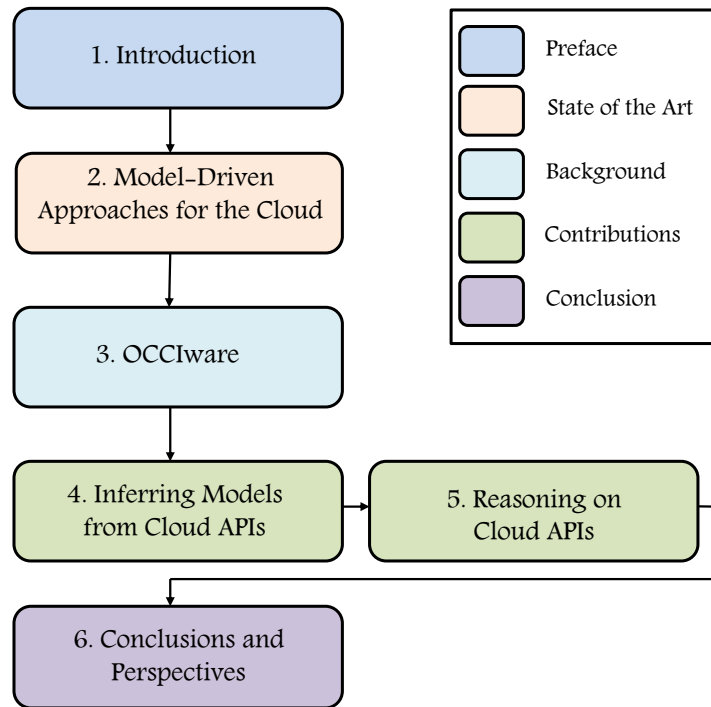 1. Introduction
2. Model-Driven
Approaches for the Cloud
3. OCCIware
4. Inferring Models
from Cloud APIs
5. Reasoning on
Cloud APIs
6. Conclusions and
Perspectives
Preface
State of the Art
Background
Contributions
Conclusion